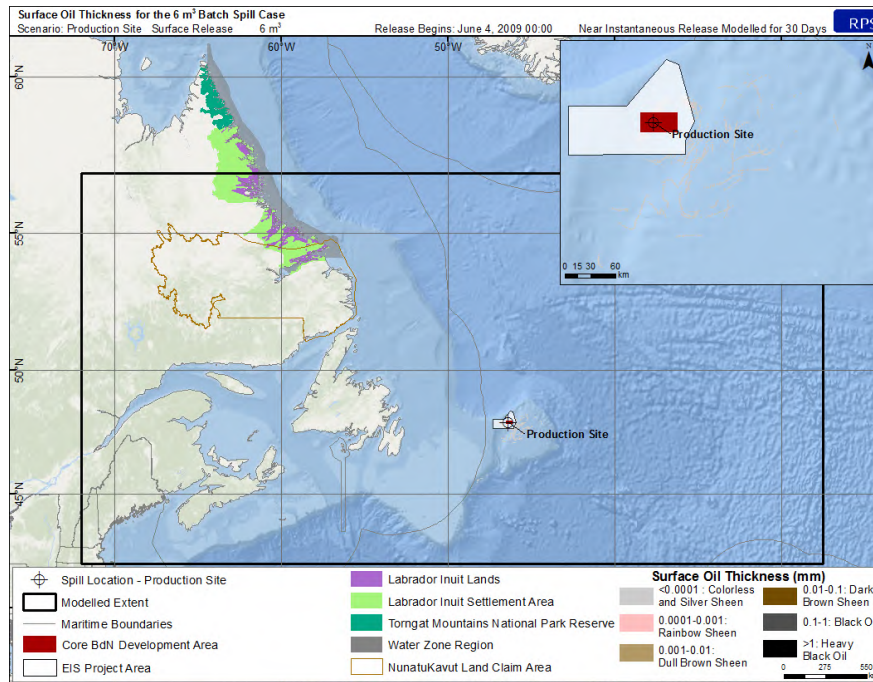 Surface Oil Thickness for the 6 m³ Batch Spill Case
Scenario: Production Site Surface Release 6 m³ Release Begins: June 4, 2009 00:00 Near Instantaneous Release Modelled for 30 Days
RPS
70°W 60°W 50°W
60°N
55°N
50°N
45°N
N
Production Site
0 15 30 60
km
Production Site
Spill Location - Production Site
Modelled Extent
Maritime Boundaries
Core BdN Development Area
EIS Project Area
Labrador Inuit Lands
Labrador Inuit Settlement Area
Torngat Mountains National Park Reserve
Water Zone Region
NunatuKavut Land Claim Area
Surface Oil Thickness (mm)
<0.0001 : Colorless
and Silver Sheen
0.0001-0.001:
Rainbow Sheen
0.001-0.01:
Dull Brown Sheen
0.01-0.1: Dark
Brown Sheen
0.1-1: Black O
>1: Heavy
Black Oil
0 275 550